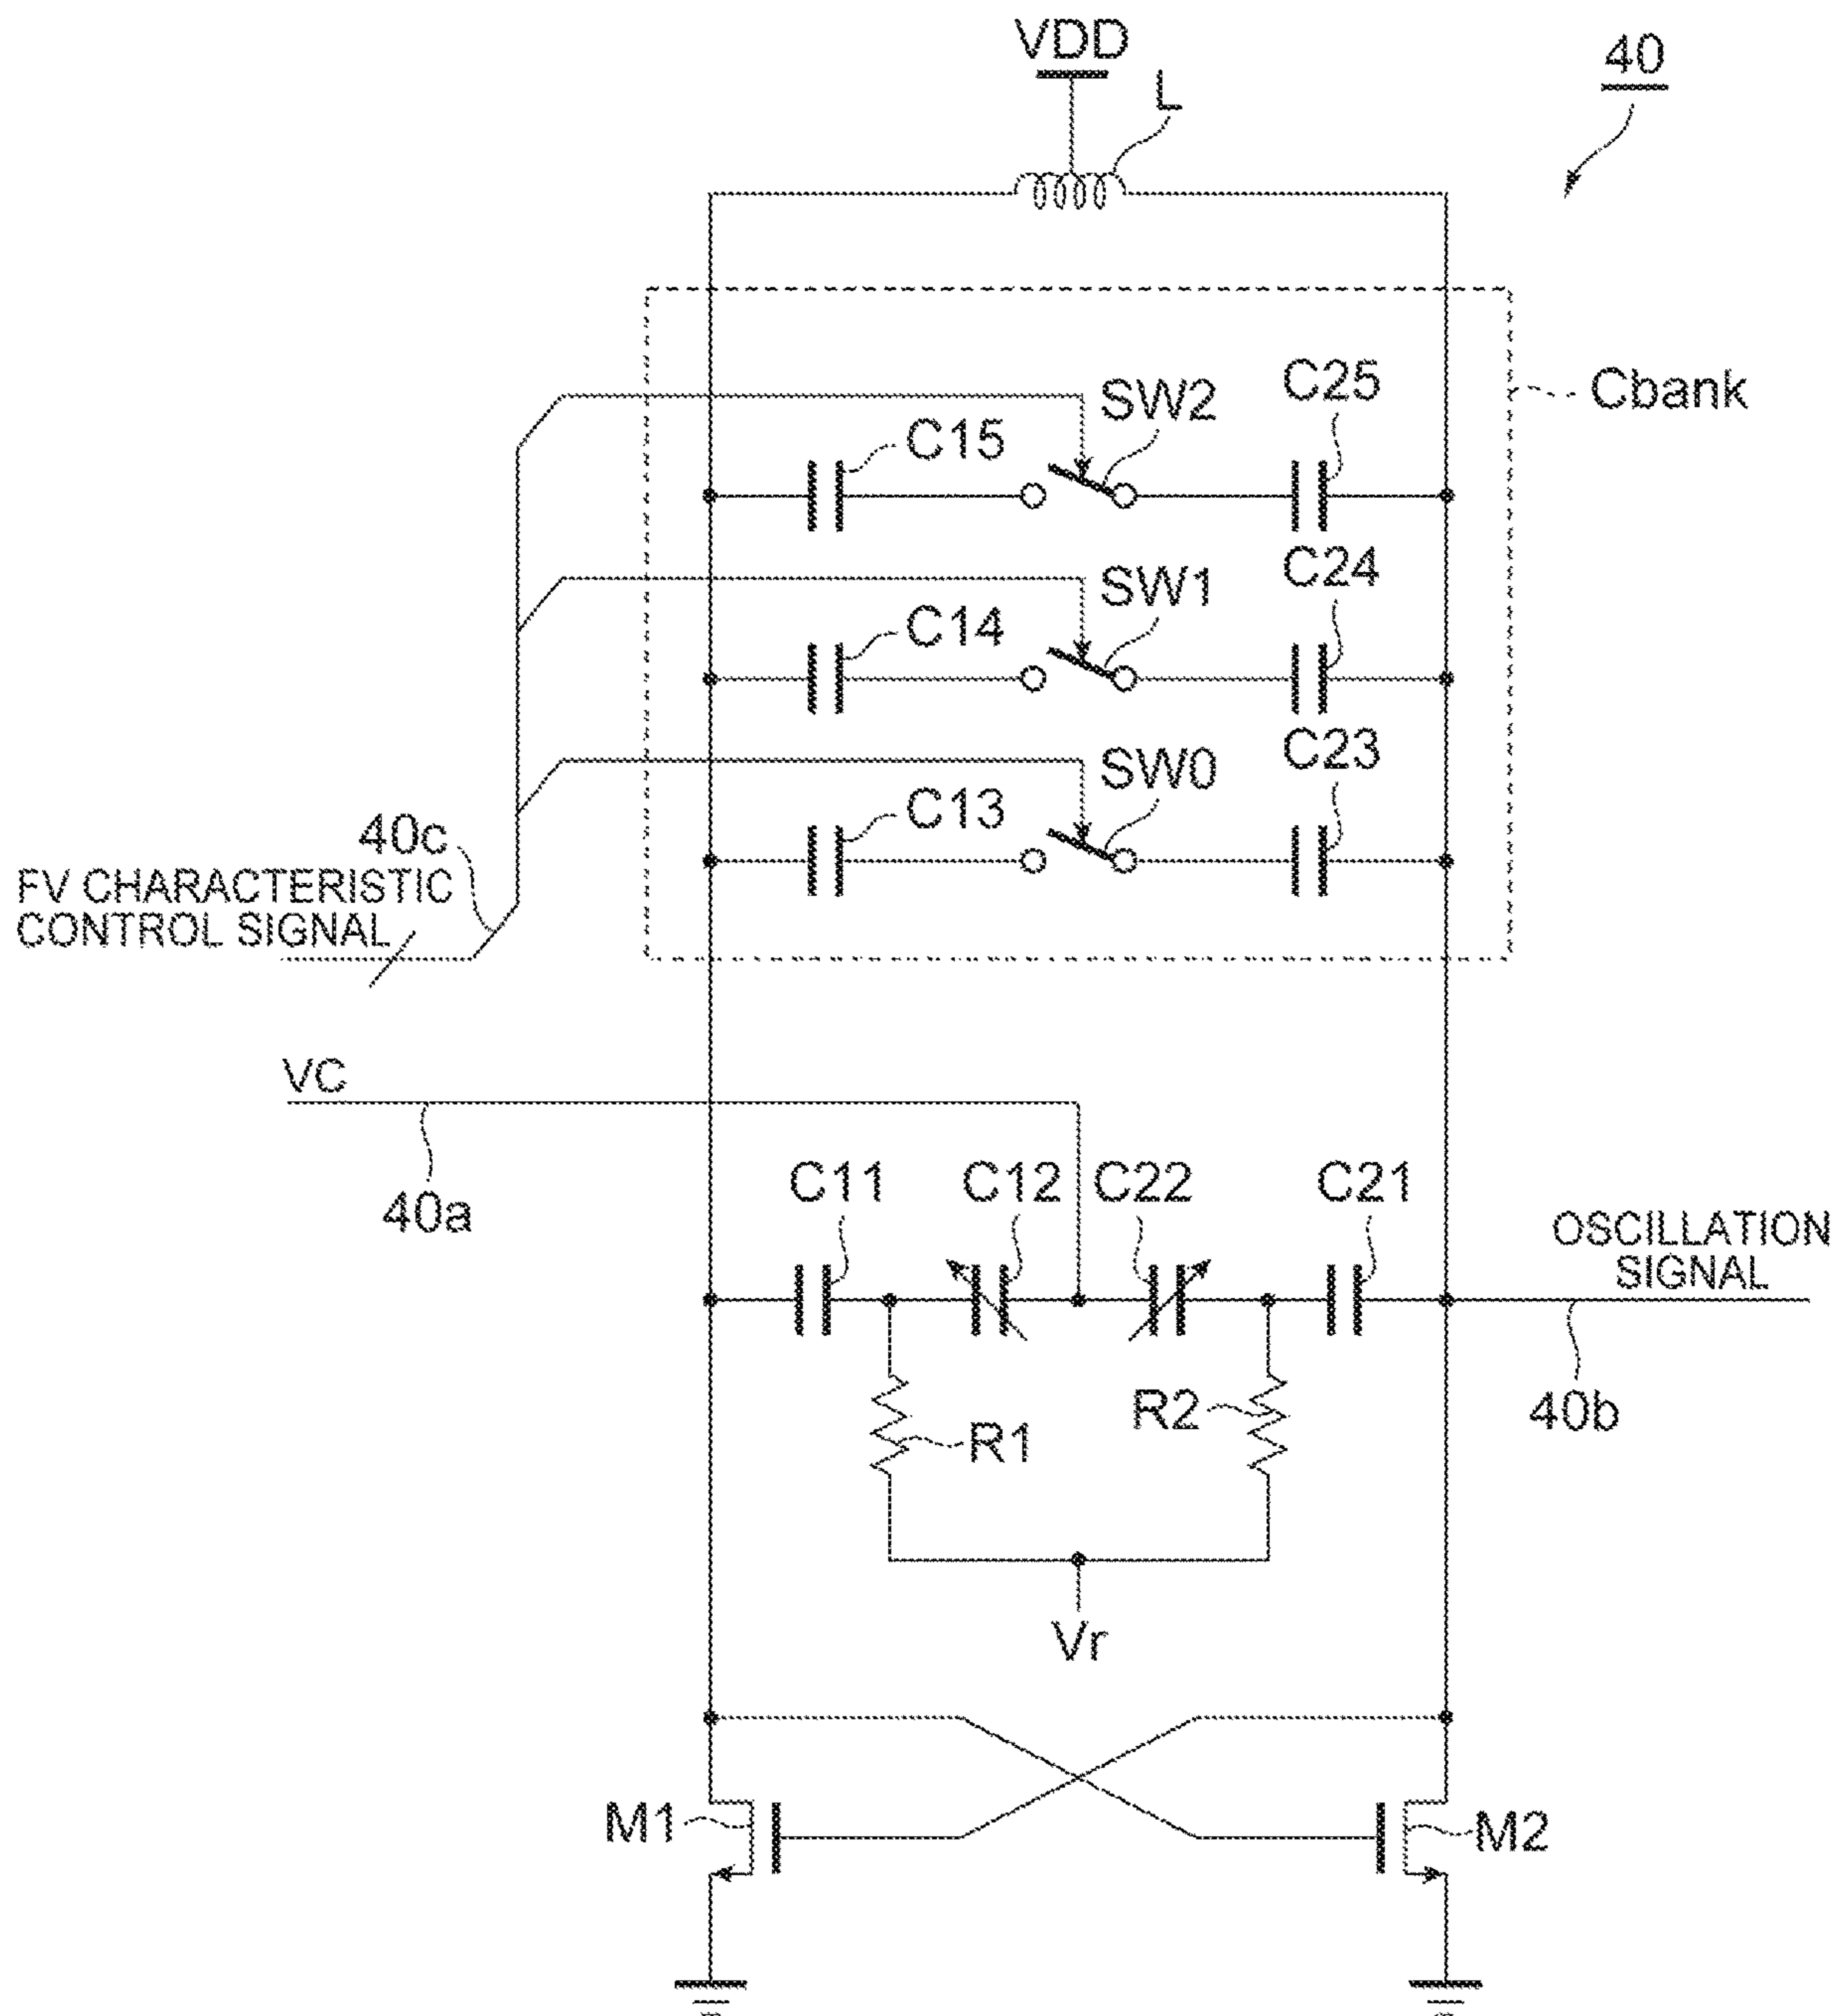 VDD
40
L
Cbank
C25
SW2
C15
C24
SW1
C14
C23
SW0
C13
40c
FV CHARACTERISTIC
CONTROL SIGNAL
VC
40a
C11
C12
C22
C21
OSCILLATION
SIGNAL
40b
R1
R2
Vr
M1
M2